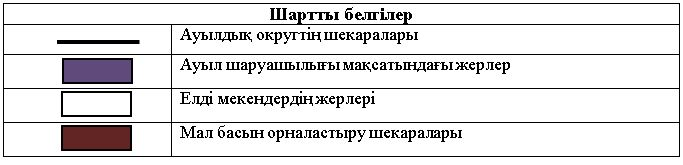 Шартты белгілер
Ауылдық округтің шекаралары
Ауыл шаруашылығы мақсатындағы жерлер
Елді мекендердің жерлері
Мал басын орналастыру шекаралары